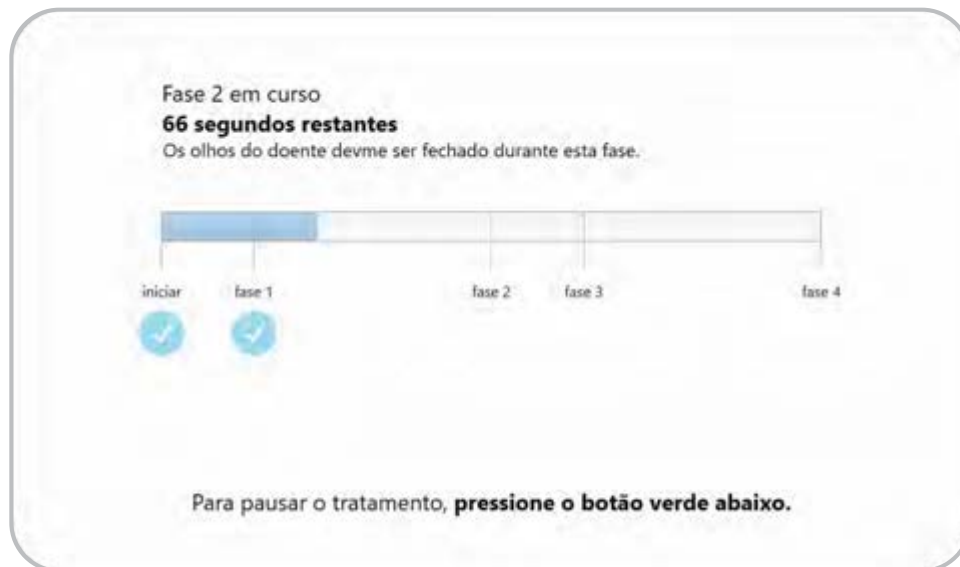 Fase 2 em curso
66 segundos restantes
Os olhos do doente devme ser fechado durante esta fase.
iniciar fase 1 fase 2 fase 3 fase 4
Para pausar o tratamento, pressione o botão verde abaixo.